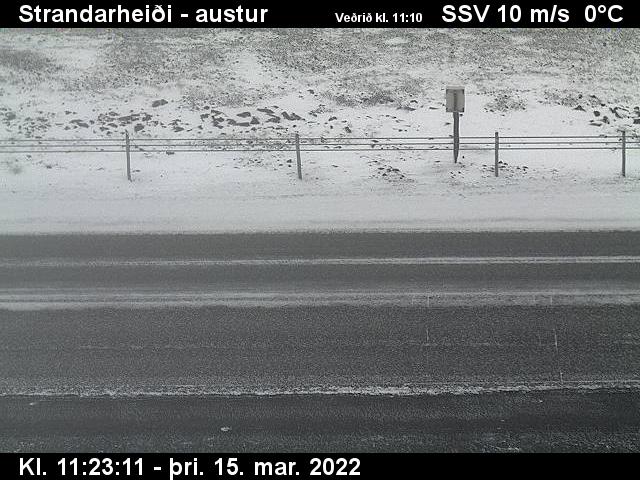 Strandarheiði - austur Veðrið kl. 11:10 SSV 10 m/s 0°C
Kl. 11:23:11 - þri. 15. mar. 2022